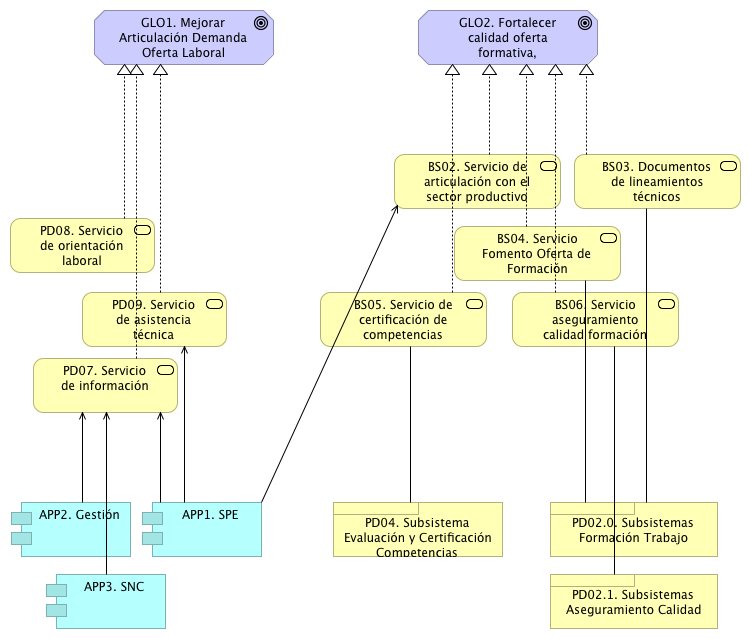 GLO1. Mejorar
Articulación Demanda
Oferta Laboral
GLO2. Fortalecer
calidad oferta
formativa,
BS02. Servicio de
articulación con el
sector productivo
BS03. Documentos
de lineamientos
técnicos
PD08. Servicio
de orientación
laboral
BS04. Servicio
Fomento Oferta de
Formación
PD09. Servicio
de asistencia
técnica
BS05. Servicio de
certificación de
competencias
BS06. Servicio
aseguramiento
calidad formación
PD07. Servicio
de información
APP2. Gestión
APP1. SPE
PD04. Subsistema
Evaluación y Certificación
Competencias
PD02.0. Subsistemas
Formación Trabajo
APP3. SNC
PD02.1. Subsistemas
Aseguramiento Calidad